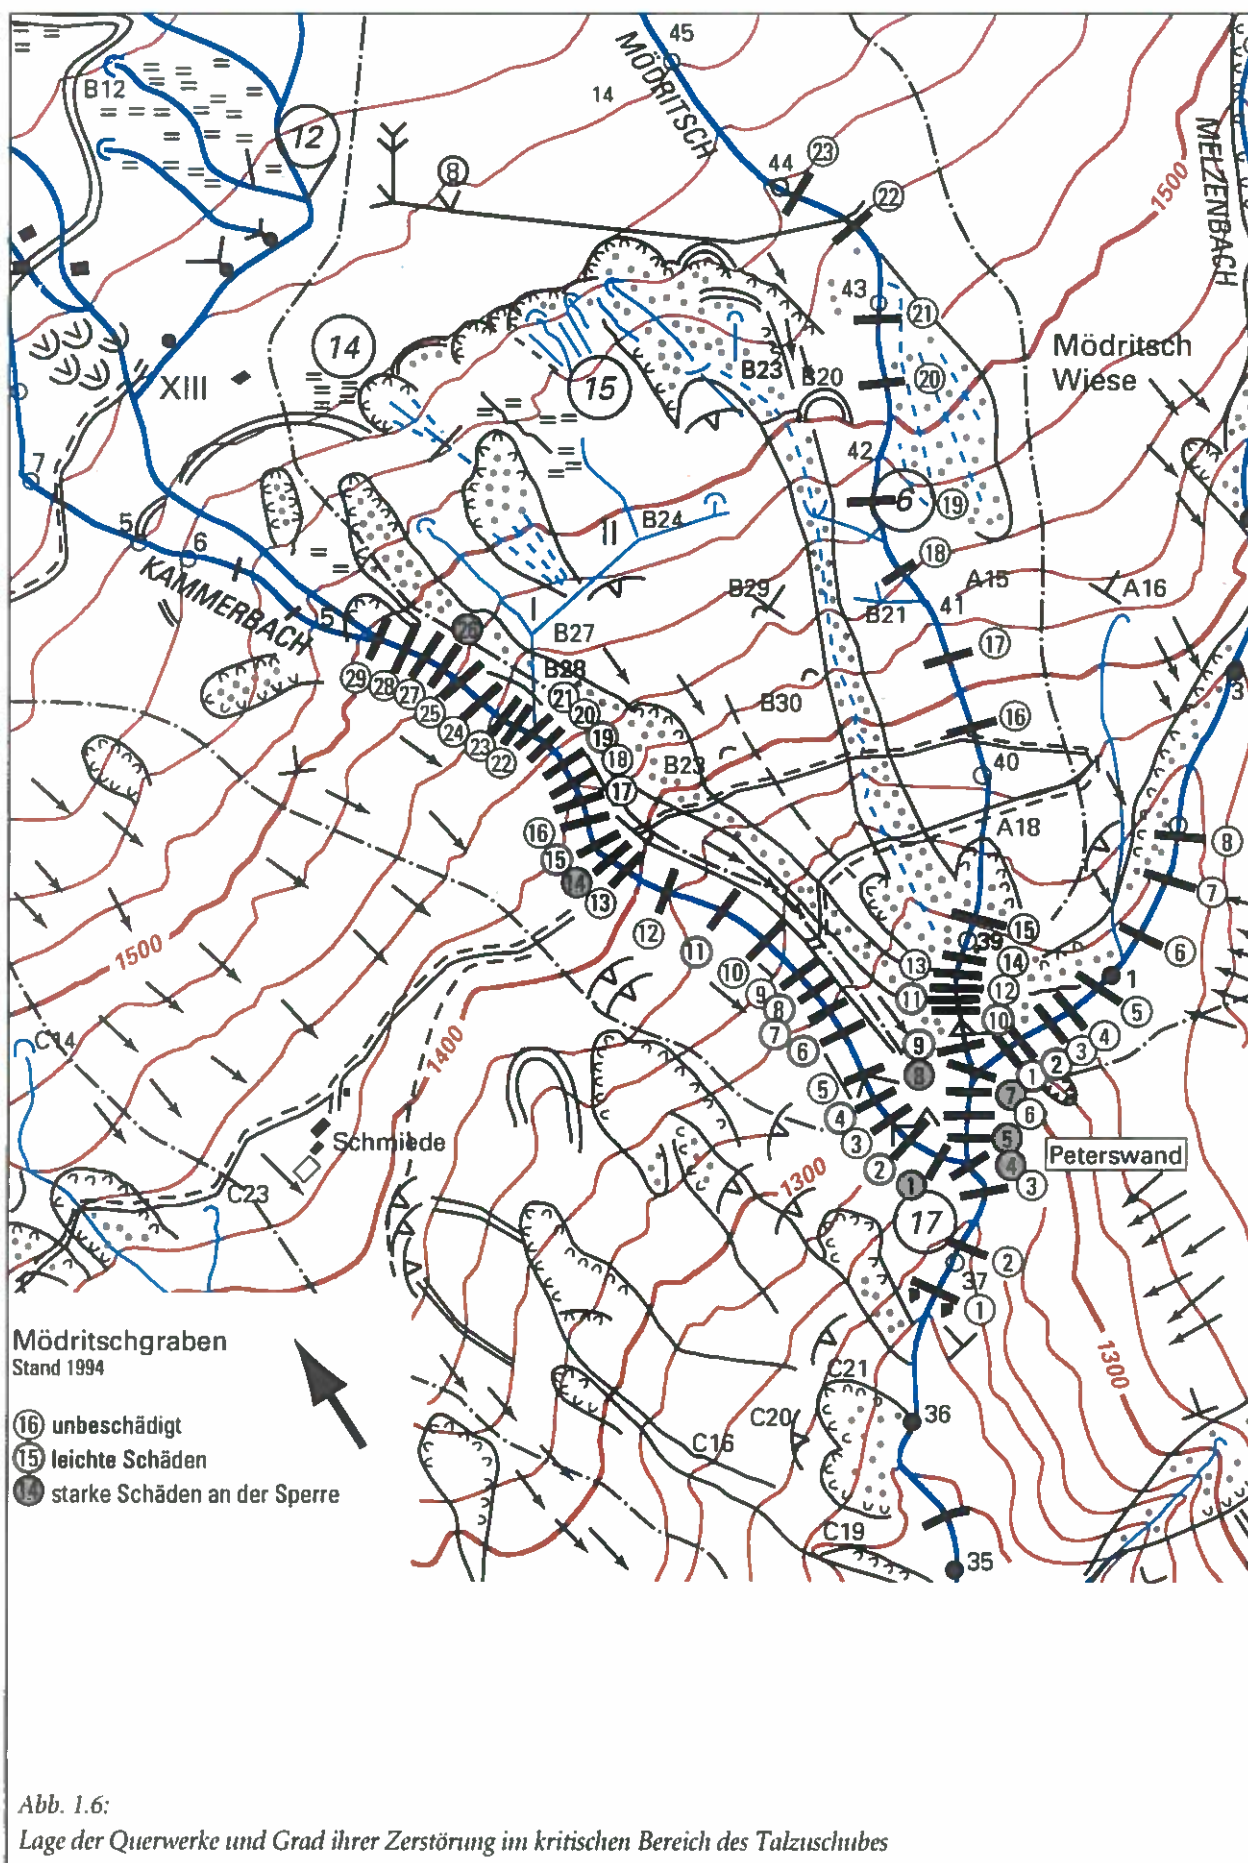 45
MÖDRITSCH
14
B12
12
MELZENBACH
8
44
23
1500
22
43
21
14
Mödritsch
Wiese
XIII
15
B23
B20
20
42
7
6
19
5
II
B24
6
18
KAMMERBACH
A15
A16
B29
B21
41
I
5
26
B27
17
29
28
27
B28
21
3
25
20
B30
16
24
19
23
22
18
B23
40
17
A18
16
8
15
14
7
13
12
15
11
39
6
1500
13
14
10
1
9
11
12
8
10
5
7
9
4
C14
1400
6
3
2
8
1
5
7
6
4
Schmiede
3
5
Peterswand
2
4
1300
C23
1
3
17
2
37
1
Mödritschgraben
Stand 1994
1300
C21
16 unbeschädigt
C20
36
C16
15 leichte Schäden
14 starke Schäden an der Sperre
C19
35
Abb. 1.6:
Lage der Querwerke und Grad ihrer Zerstörung im kritischen Bereich des Talzuschubes